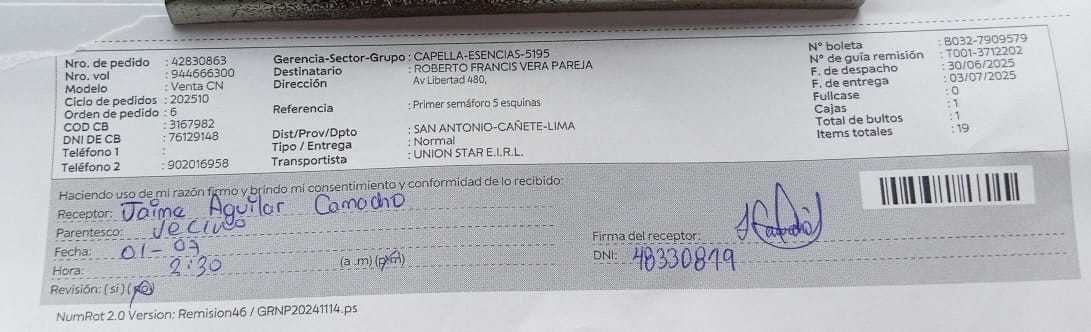 Nro. de pedido : 42830863
Nro. vol : 944666300
Modelo : Venta CN
Ciclo de pedidos : 202510
Orden de pedido : 6
COD CB : 3167982
DNI DE CB : 76129148
Teléfono 1 :
Teléfono 2 : 902016958
Gerencia-Sector-Grupo : CAPELLA-ESENCIAS-5195
Destinatario : ROBERTO FRANCIS VERA PAREJA
Dirección Av Libertad 480,
Referencia : Primer semáforo 5 esquinas
Dist/Prov/Dpto : SAN ANTONIO-CAÑETE-LIMA
Tipo / Entrega : Normal
Transportista : UNION STAR E.I.R.L.
N° boleta : B032-7909579
N° de guía remisión : T001-3712202
F. de despacho : 30/06/2025
F. de entrega : 03/07/2025
Fullcase : 0
Cajas : 1
Total de bultos : 1
Items totales : 19
Haciendo uso de mi razón firmo y brindo mi consentimiento y conformidad de lo recibido:
Receptor: Jaime Aguilar Camacho
Parentesco: Vecino
Fecha: 01-07
Hora: 2:30 (a .m) (p.m)
Revisión: (si) (no)
Firma del receptor:
DNI: 48330879
NumRot 2.0 Version: Remision46 / GRNP20241114.ps